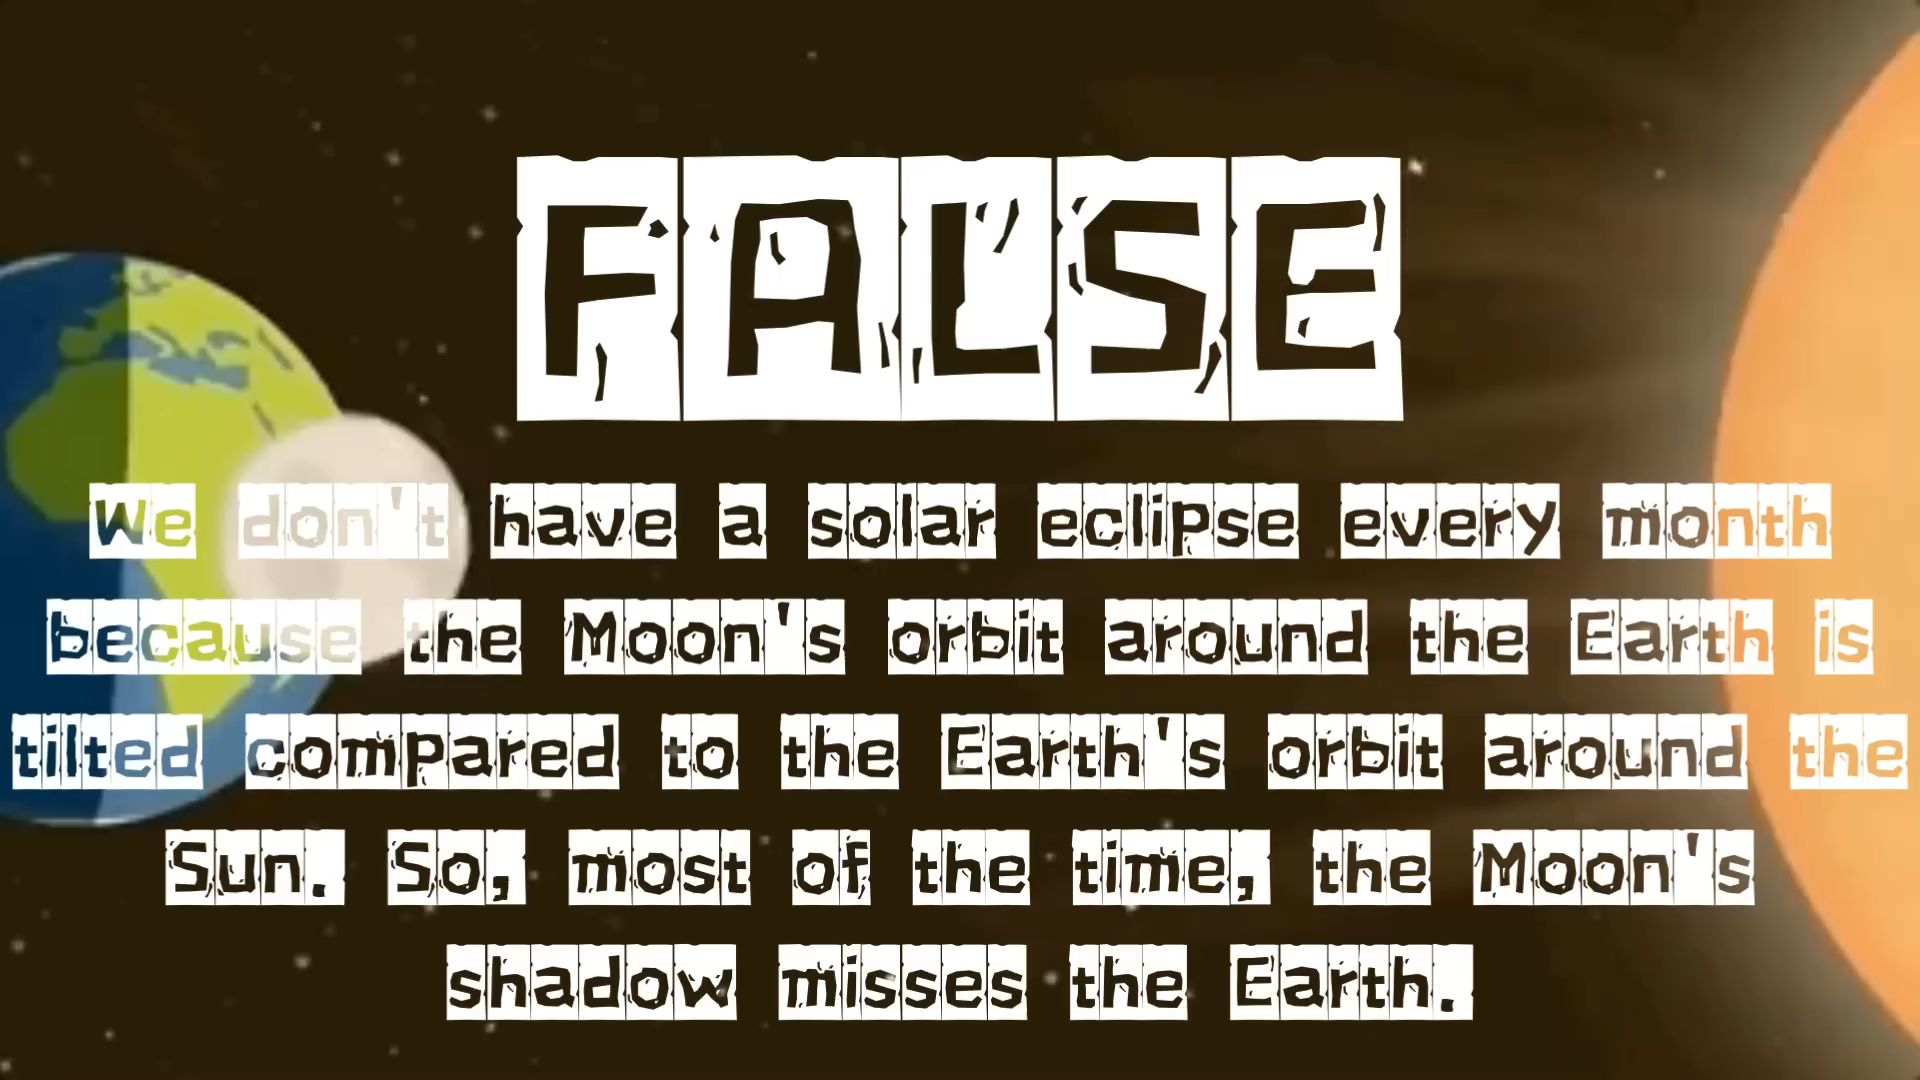 FALSE
We don't have a solar eclipse every month
because the Moon's orbit around the Earth is
tilted compared to the Earth's orbit around the
Sun. So, most of the time, the Moon's
shadow misses the Earth.